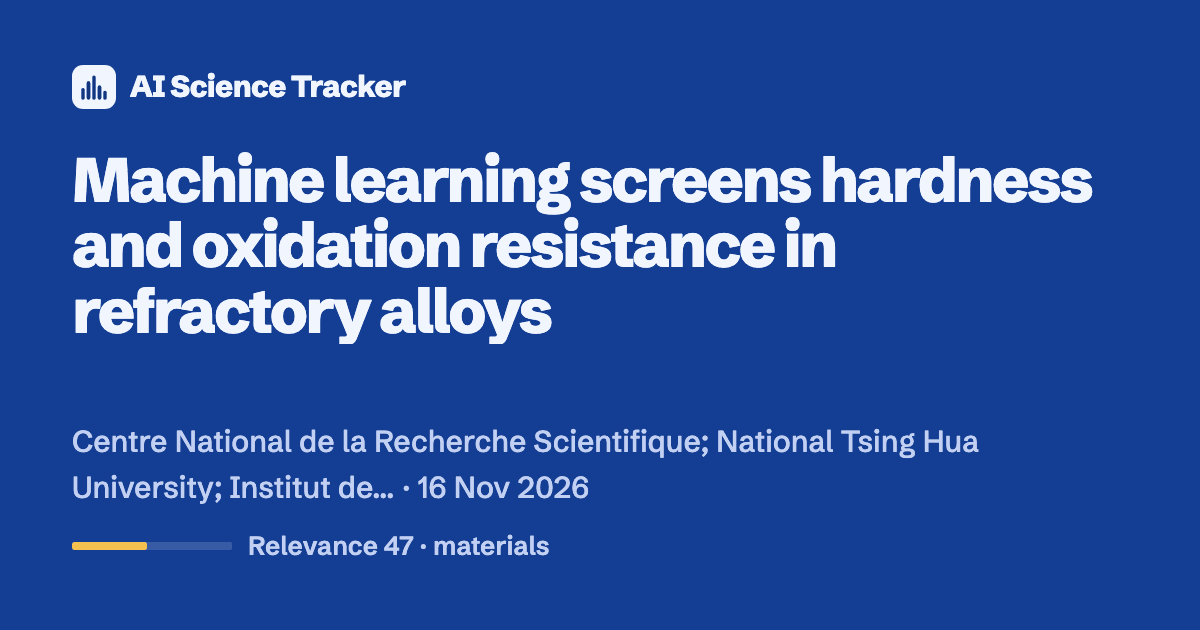 AI Science Tracker
Machine learning screens hardness
and oxidation resistance in
refractory alloys
Centre National de la Recherche Scientifique; National Tsing Hua
University; Institut de... · 16 Nov 2026
Relevance 47 · materials